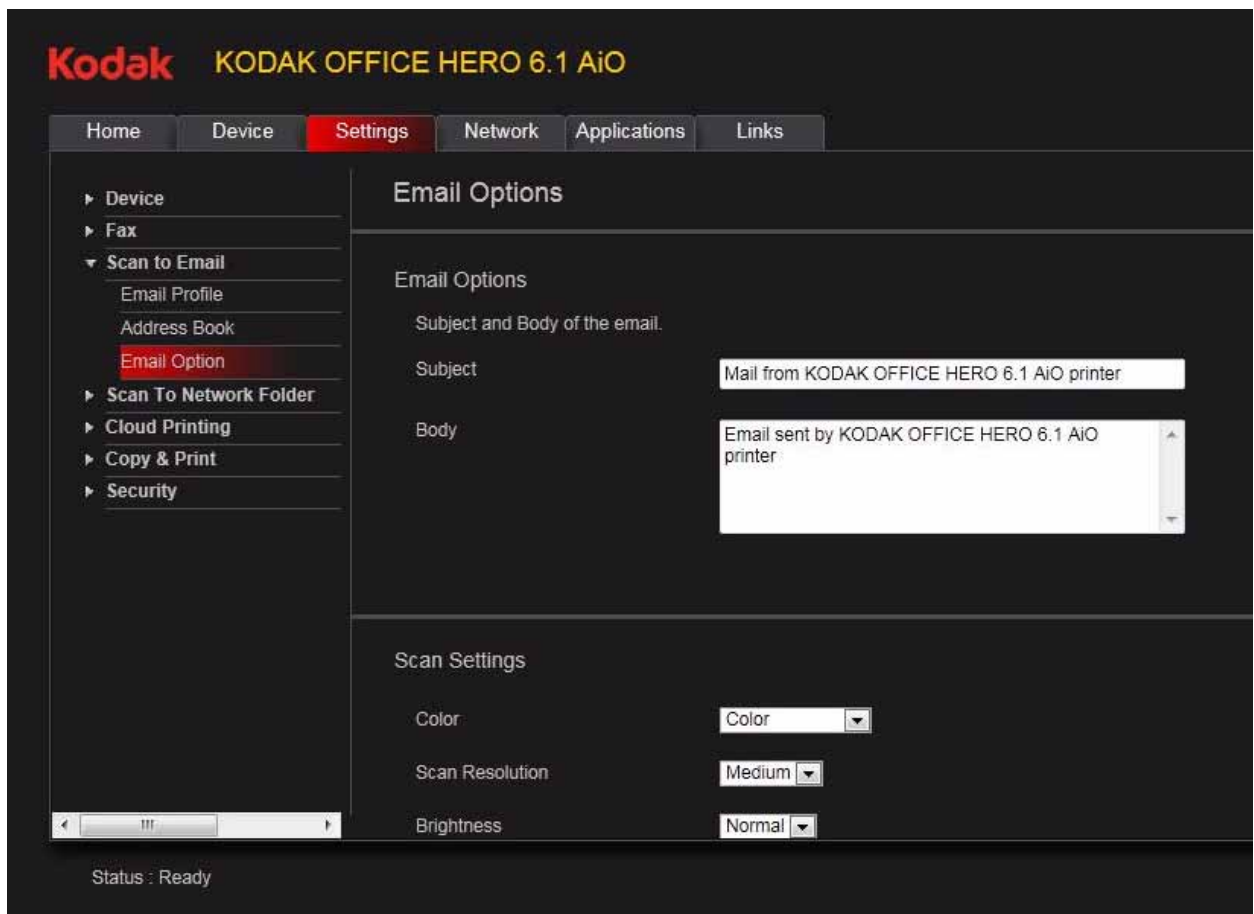 Kodak KODAK OFFICE HERO 6.1 AiO
Home Device Settings Network Applications Links
Device
Fax
Scan to Email
Email Profile
Address Book
Email Option
Scan To Network Folder
Cloud Printing
Copy & Print
Security
Email Options
Email Options
Subject and Body of the email.
Subject
Mail from KODAK OFFICE HERO 6.1 AiO printer
Body
Email sent by KODAK OFFICE HERO 6.1 AiO
printer
Scan Settings
Color
Color
Scan Resolution
Medium
Brightness
Normal
Status : Ready